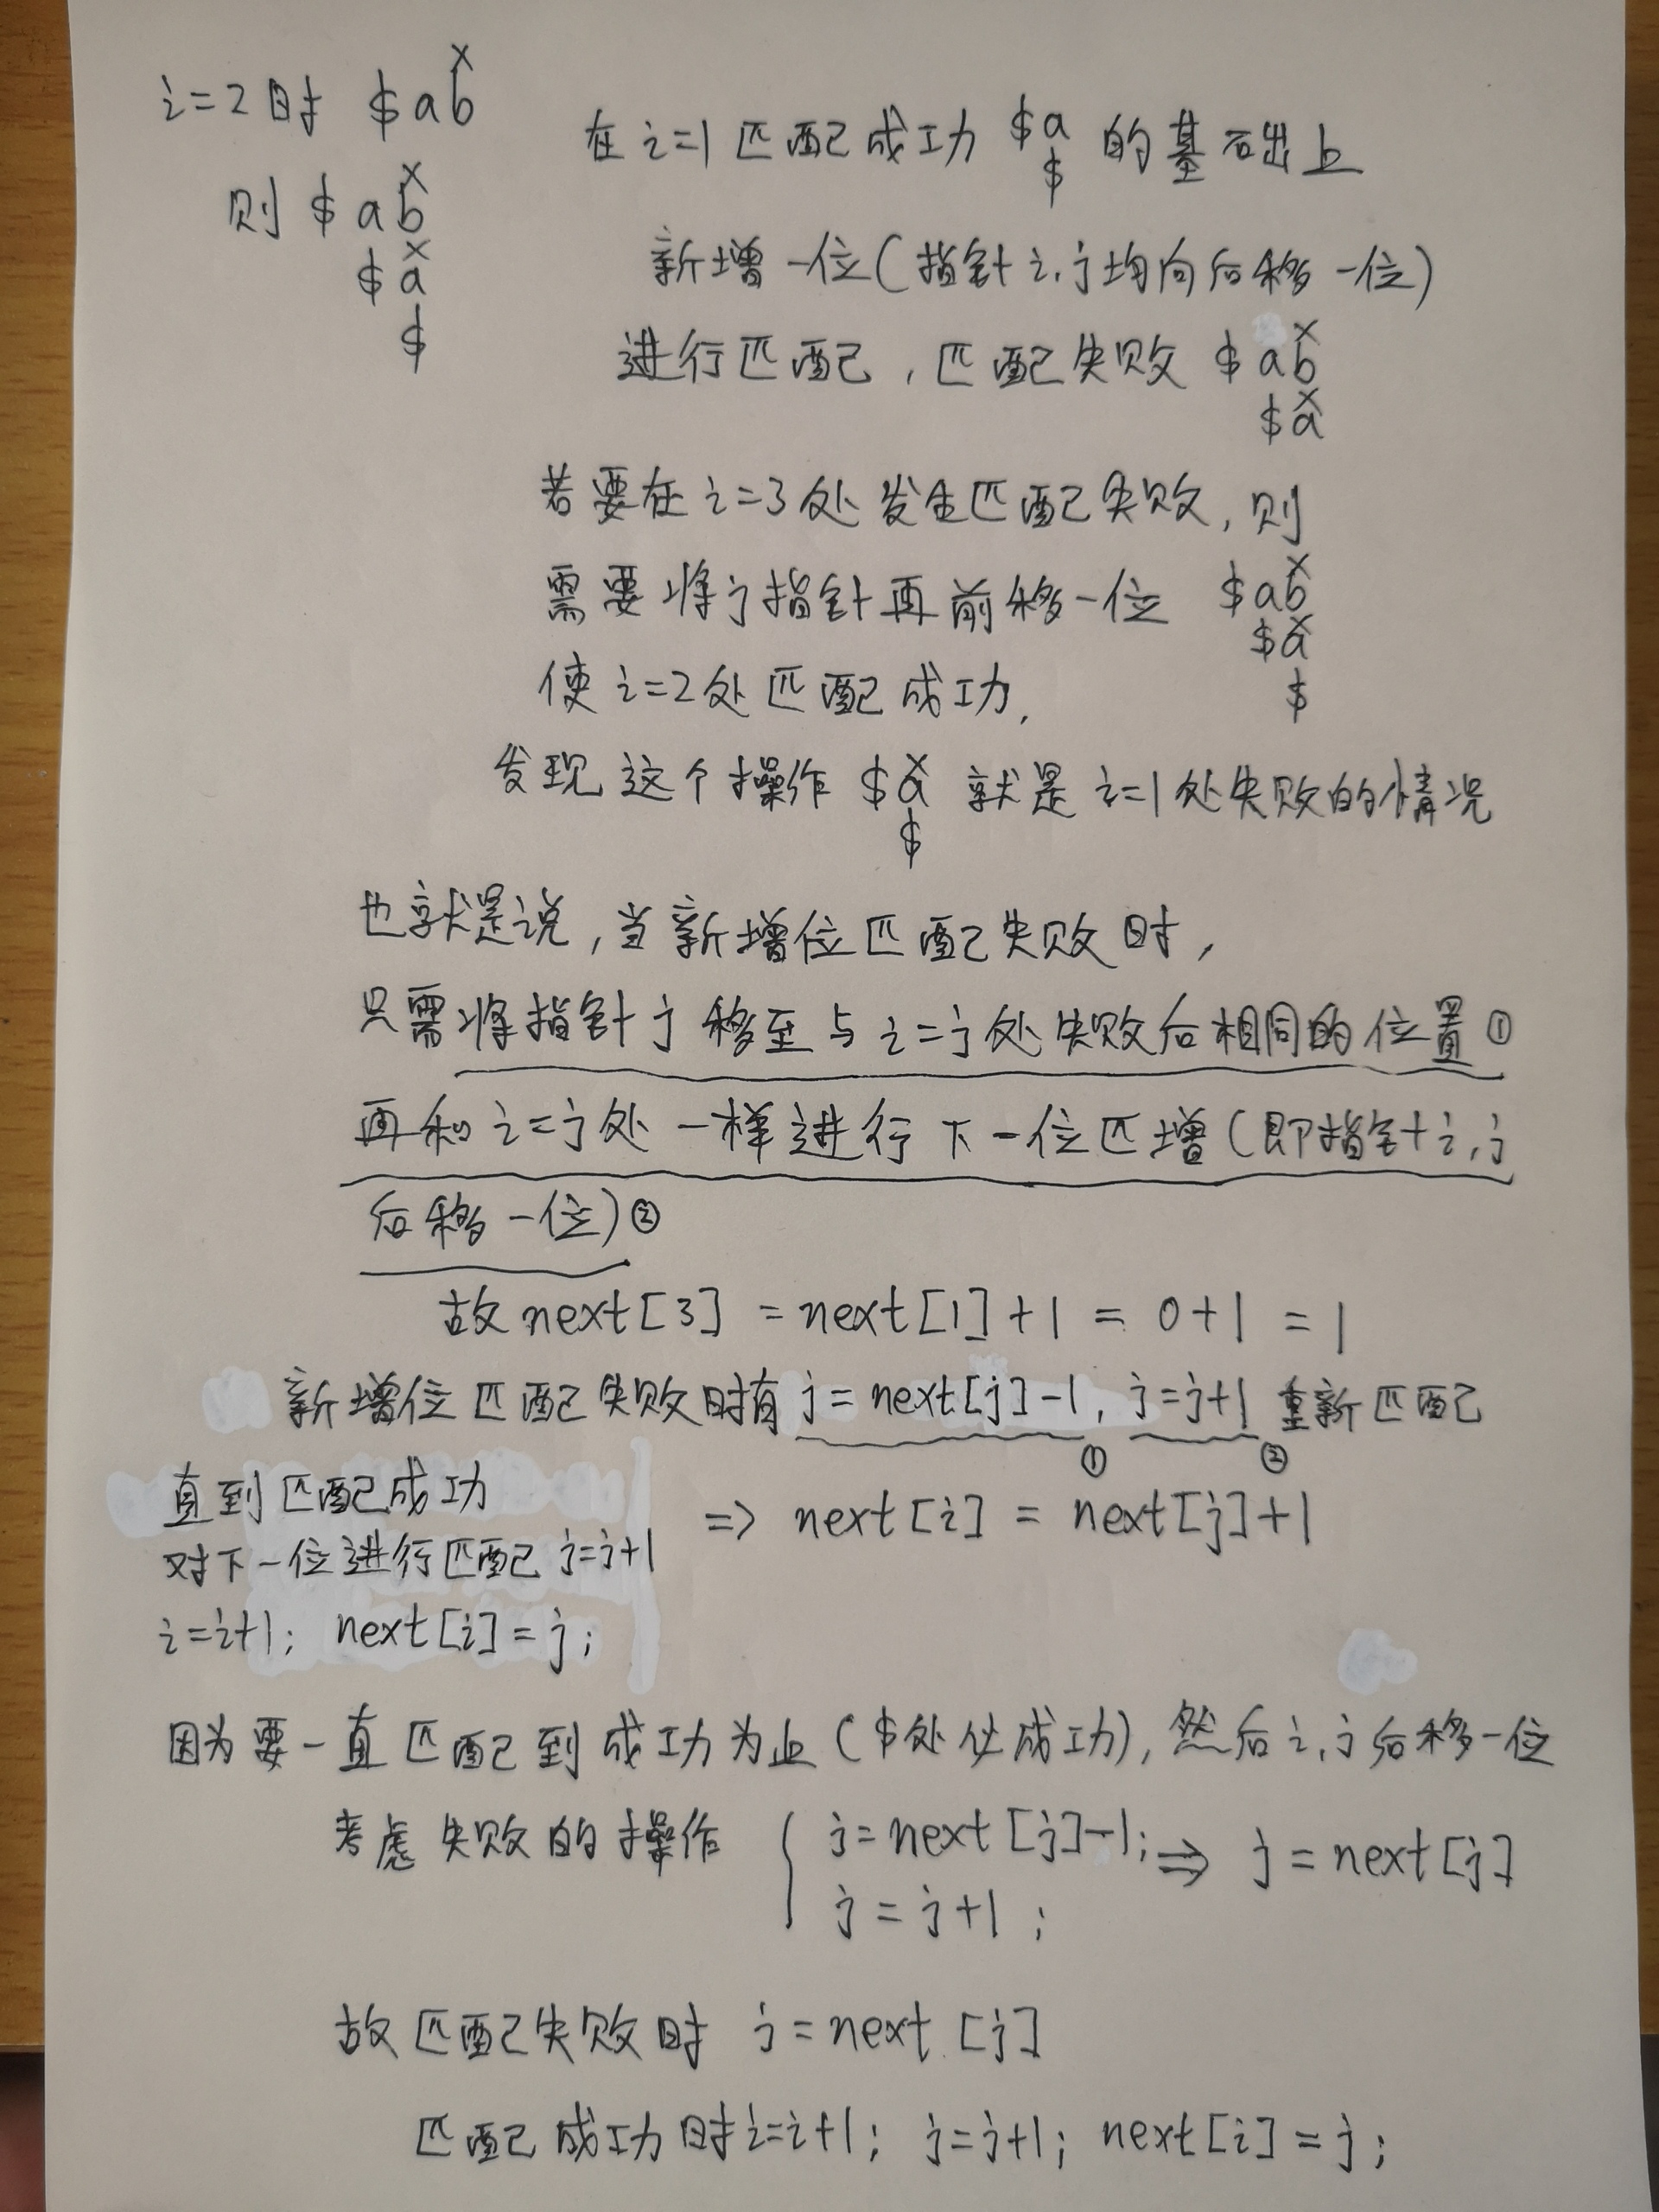 i=2时 $ab
×
则 $ab
×
$a
×
$
在i=1匹配成功 $a 的基础上
$
新增一位(指针i,j均向后移一位)
进行匹配,匹配失败 $ab
×
$a
×
若要在i=3处发生匹配失败,则
需要将j指针再前移一位 $ab
×
$a
×
使i=2处匹配成功, $
发现这个操作 $a 就是i=1处失败的情况
×
$
也就是说,当新增位匹配失败时,
只需将指针j移至与i=j处失败后相同的位置①
再和i=j处一样进行下一位匹增(即指针i,j
后移一位)②
故next[3] = next[1]+1 = 0+1 = 1
新增位匹配失败时有 j=next[j]-1, j=j+1 重新匹配
① ②
直到匹配成功
对下一位进行匹配 j=j+1
i=i+1; next[i]=j;
=> next[i] = next[j]+1
因为要一直匹配到成功为止($处必成功),然后i,j后移一位
考虑失败的操作 { j=next[j]-1; => j=next[j]
j=j+1;
故匹配失败时 j=next[j]
匹配成功时i=i+1; j=j+1; next[i]=j;